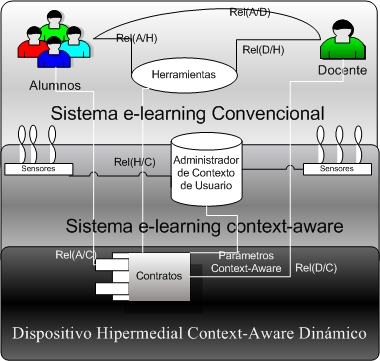 Rel(A/D)
Rel(A/H)
Rel(D/H)
Herramientas
Alumnos
Docente
Sistema e-learning Convencional
Administrador
de Contexto
de Usuario
Rel(H/C)
Sensores
Sensores
Sistema e-learning context-aware
Rel(A/C)
Contratos
Parámetros
Context-Aware
Rel(D/C)
Dispositivo Hipermedial Context-Aware Dinámico